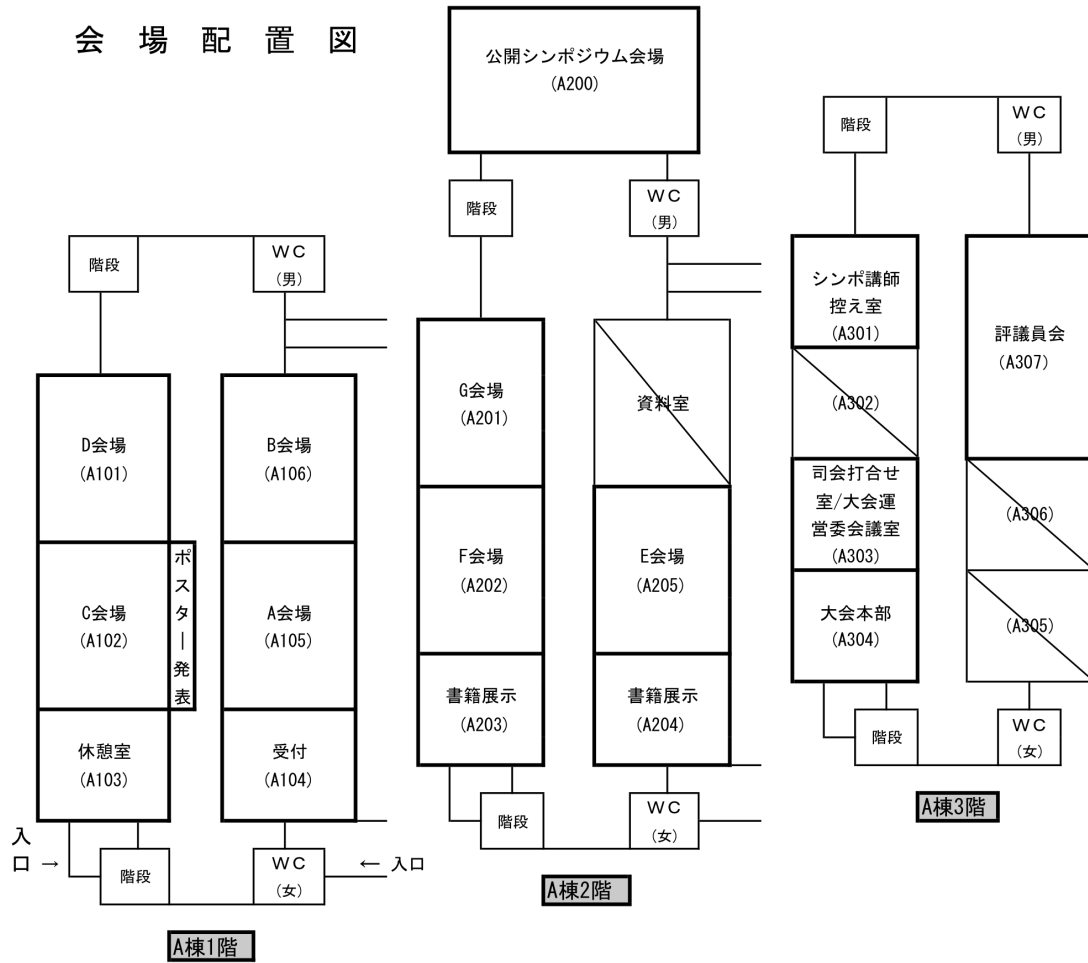 会場配置図
階段
WC
(男)
D会場
(A101)
B会場
(A106)
C会場
(A102)
ポスター発表
A会場
(A105)
休憩室
(A103)
受付
(A104)
入
口 →
階段
WC
(女)
← 入口
A棟1階
公開シンポジウム会場
(A200)
階段
WC
(男)
G会場
(A201)
資料室
F会場
(A202)
E会場
(A205)
書籍展示
(A203)
書籍展示
(A204)
階段
WC
(女)
A棟2階
階段
WC
(男)
シンポ講師
控え室
(A301)
評議員会
(A307)
(A302)
司会打合せ
室/大会運
営委会議室
(A303)
(A306)
大会本部
(A304)
(A305)
階段
WC
(女)
A棟3階